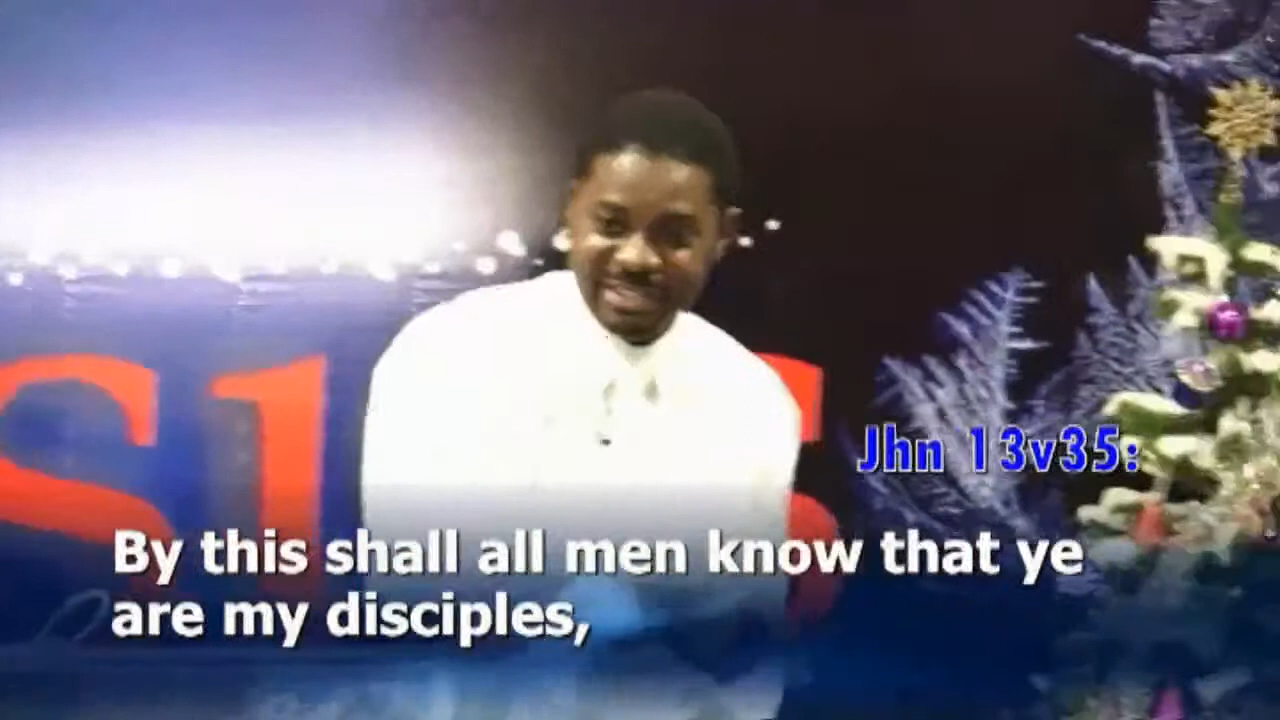 Jhn 13v35:
By this shall all men know that ye
are my disciples,